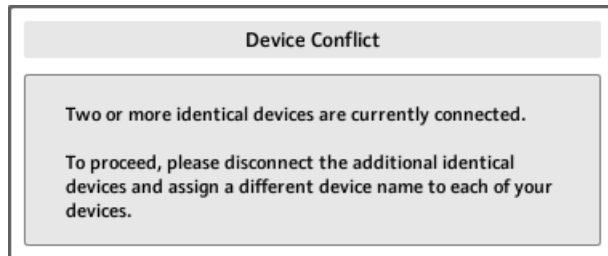 Device Conflict
Two or more identical devices are currently connected.
To proceed, please disconnect the additional identical
devices and assign a different device name to each of your
devices.